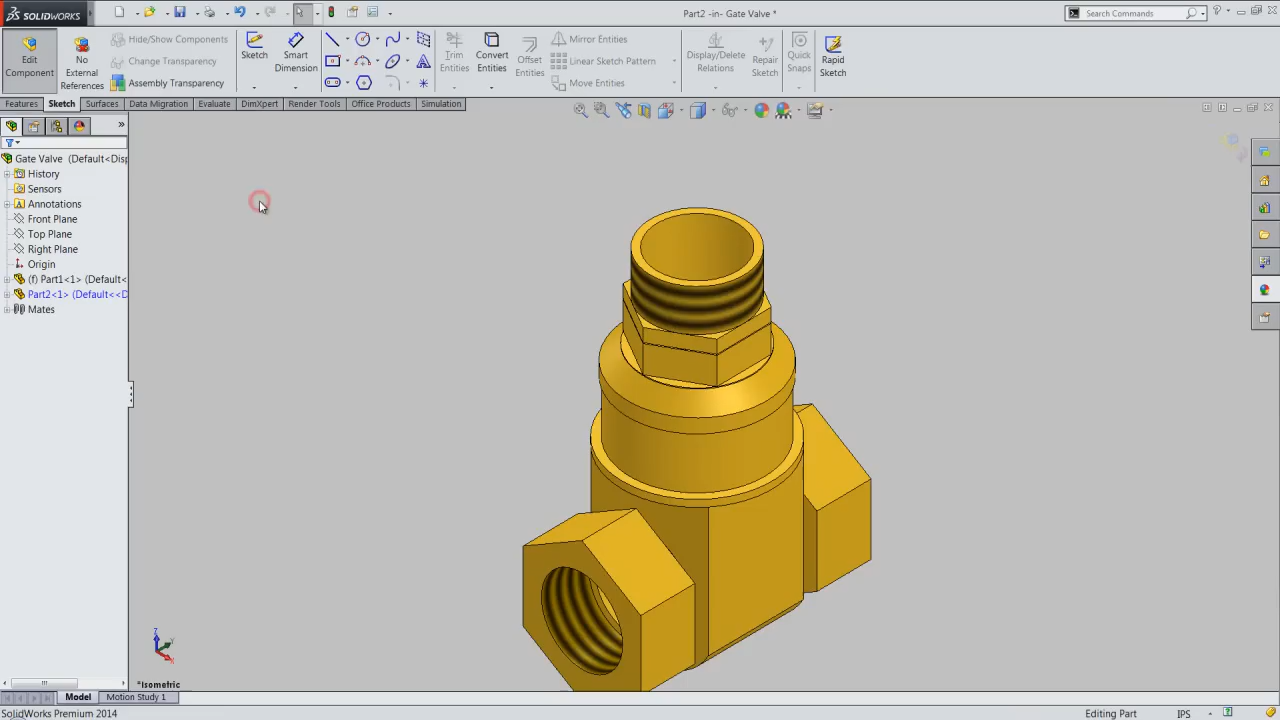 SOLIDWORKS
Part2 -in- Gate Valve *
Search Commands
Edit Component
No External References
Hide/Show Components
Change Transparency
Assembly Transparency
Sketch
Smart Dimension
Trim Entities
Convert Entities
Offset Entities
Mirror Entities
Linear Sketch Pattern
Move Entities
Display/Delete Relations
Repair Sketch
Quick Snaps
Rapid Sketch
Features
Sketch
Surfaces
Data Migration
Evaluate
DimXpert
Render Tools
Office Products
Simulation
Gate Valve (Default<Disp
History
Sensors
Annotations
Front Plane
Top Plane
Right Plane
Origin
(f) Part1<1> (Default<
Part2<1> (Default<<D
Mates
Z
X
*Isometric
Model
Motion Study 1
SolidWorks Premium 2014
Editing Part
IPS